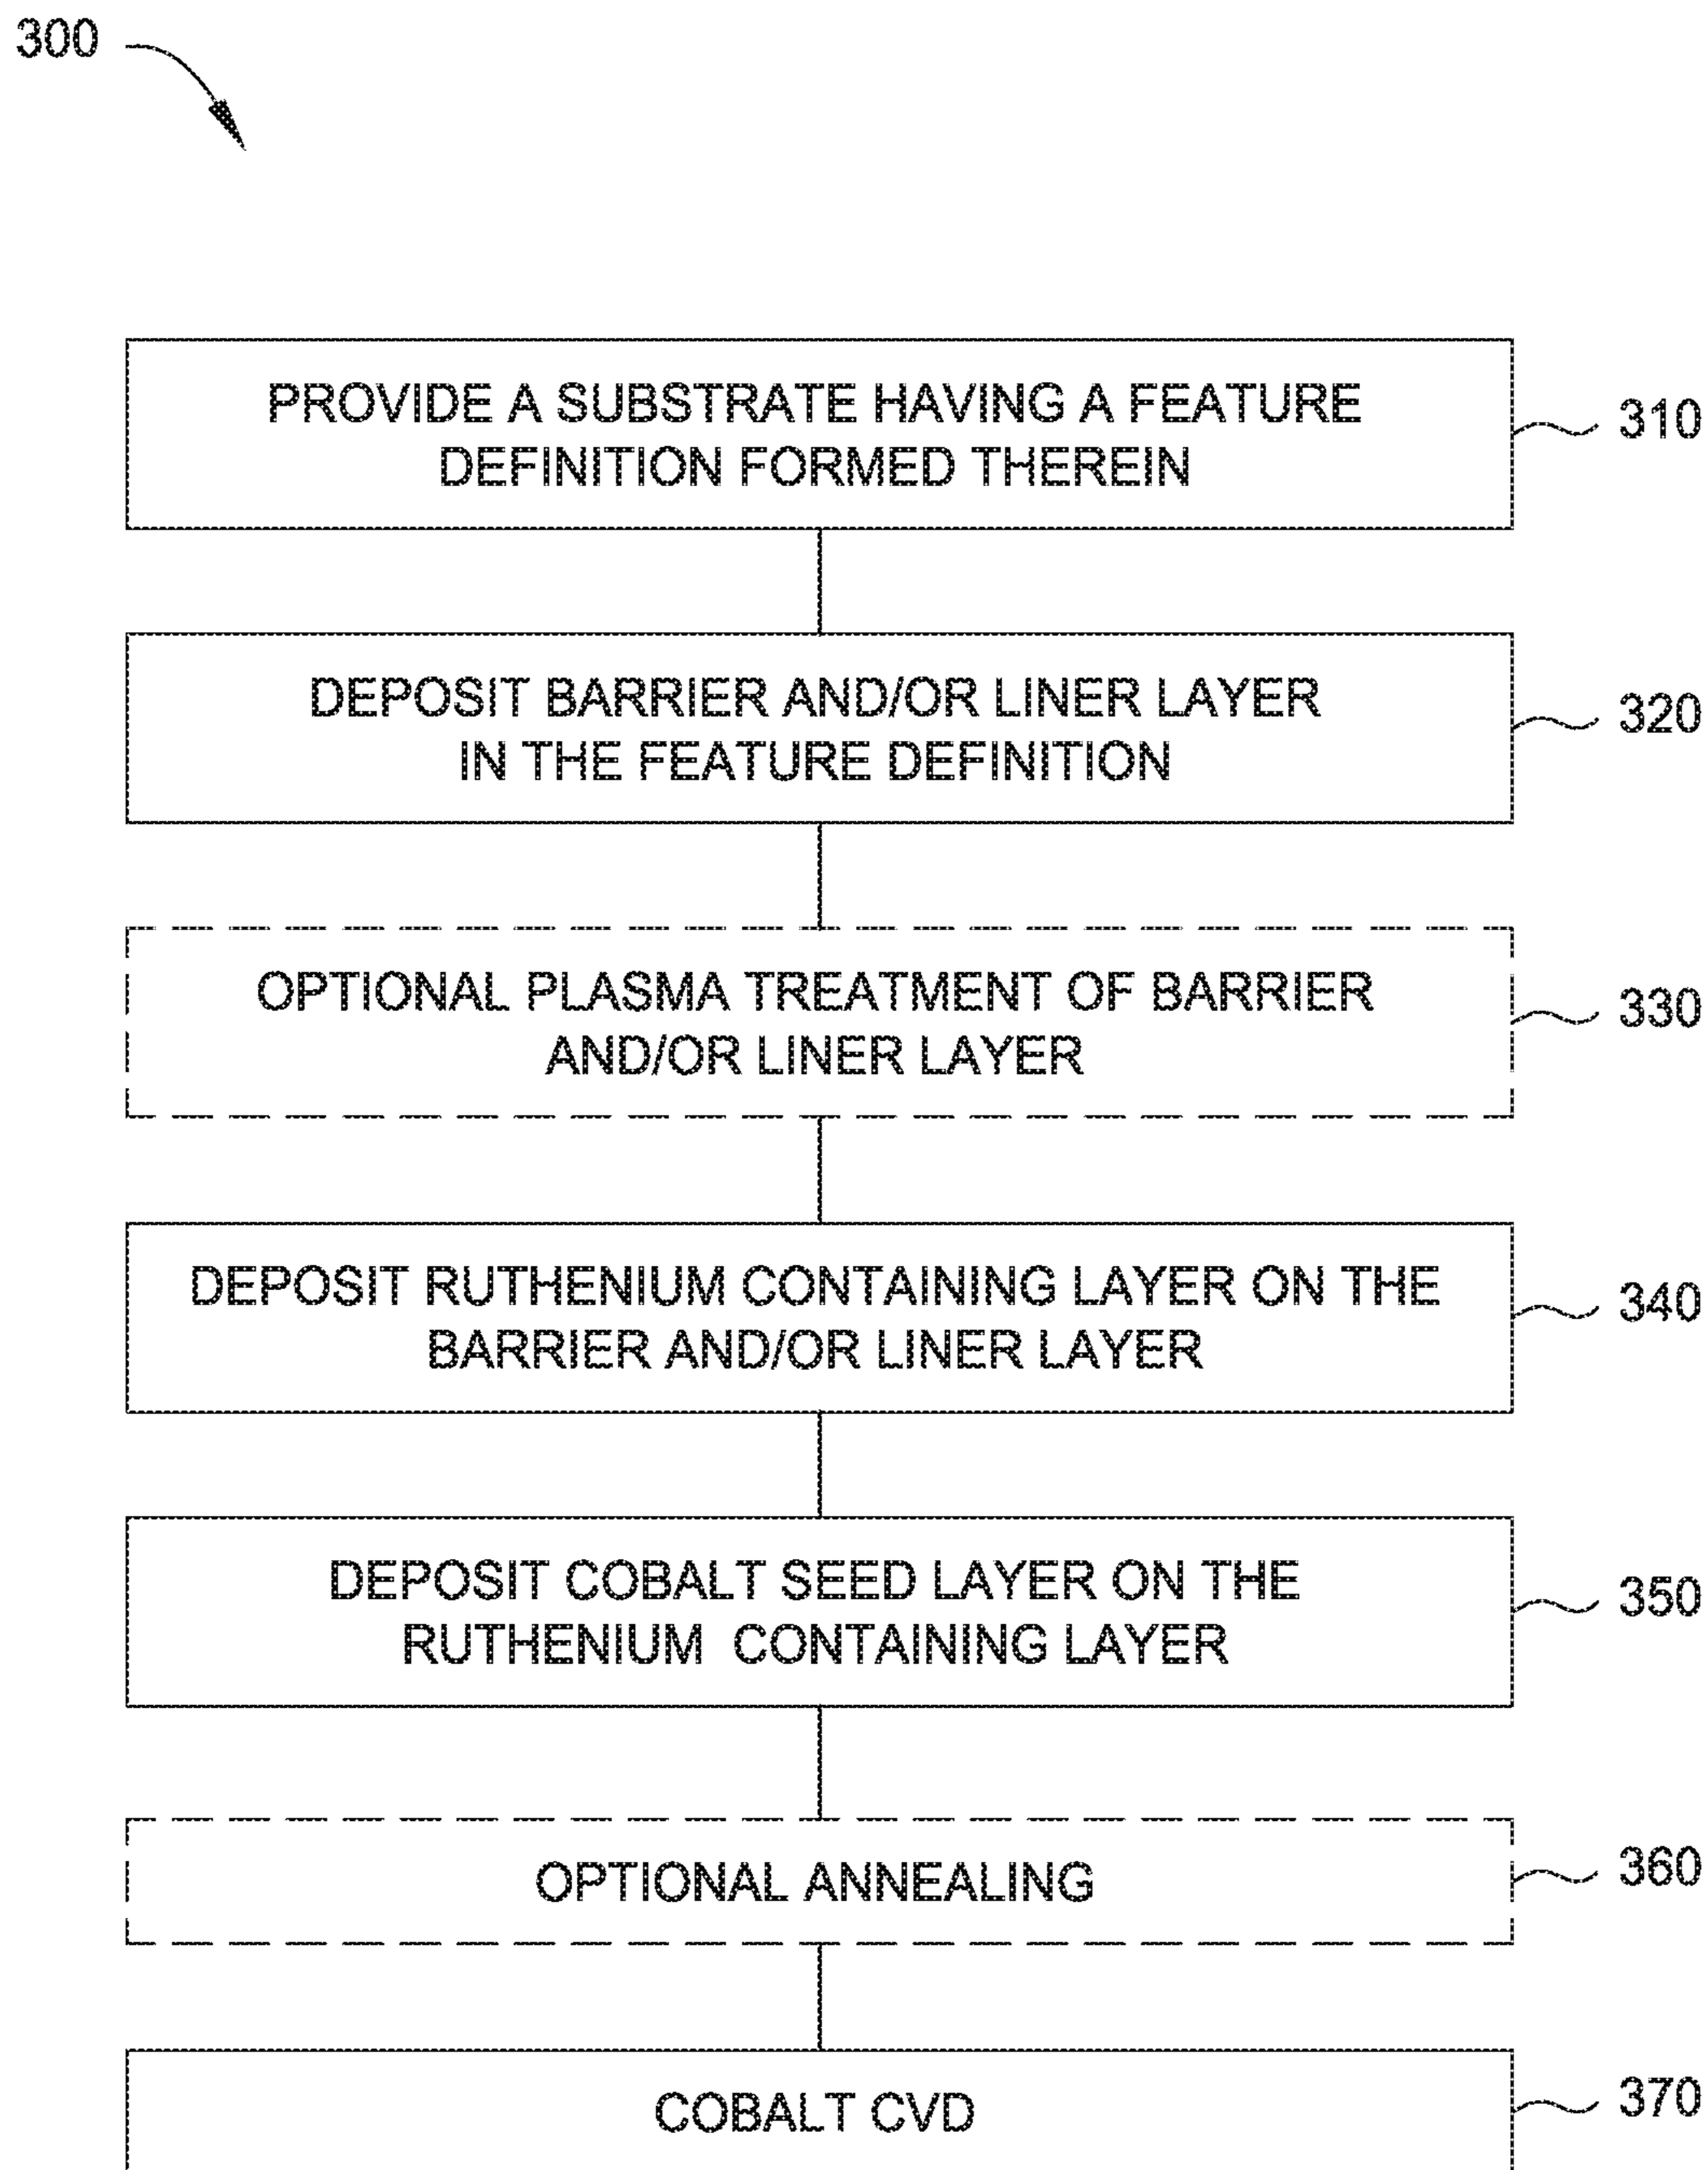 300
PROVIDE A SUBSTRATE HAVING A FEATURE
DEFINITION FORMED THEREIN
310
DEPOSIT BARRIER AND/OR LINER LAYER
IN THE FEATURE DEFINITION
320
OPTIONAL PLASMA TREATMENT OF BARRIER
AND/OR LINER LAYER
330
DEPOSIT RUTHENIUM CONTAINING LAYER ON THE
BARRIER AND/OR LINER LAYER
340
DEPOSIT COBALT SEED LAYER ON THE
RUTHENIUM CONTAINING LAYER
350
OPTIONAL ANNEALING
360
COBALT CVD
370